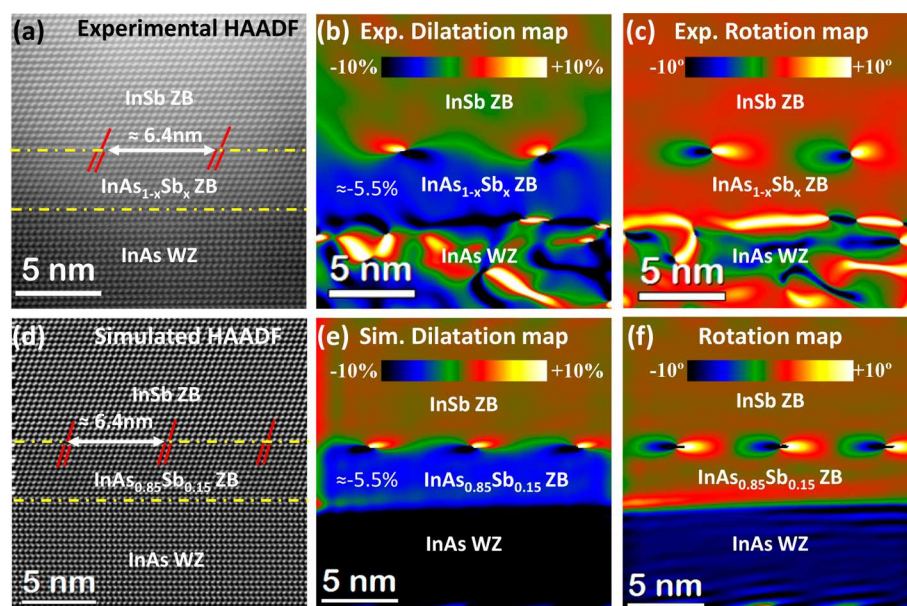 (a) Experimental HAADF
InSb ZB
≈ 6.4nm
InAs1-xSbx ZB
InAs WZ
5 nm
(b) Exp. Dilatation map
-10% +10%
InSb ZB
InAs1-xSbx ZB
≈-5.5%
InAs WZ
5 nm
(c) Exp. Rotation map
-10º +10º
InSb ZB
InAs1-xSbx ZB
InAs WZ
5 nm
(d) Simulated HAADF
InSb ZB
≈ 6.4nm
InAs0.85Sb0.15 ZB
InAs WZ
5 nm
(e) Sim. Dilatation map
-10% +10%
InSb ZB
≈-5.5% InAs0.85Sb0.15 ZB
InAs WZ
5 nm
(f) Rotation map
-10º +10º
InSb ZB
InAs0.85Sb0.15 ZB
InAs WZ
5 nm